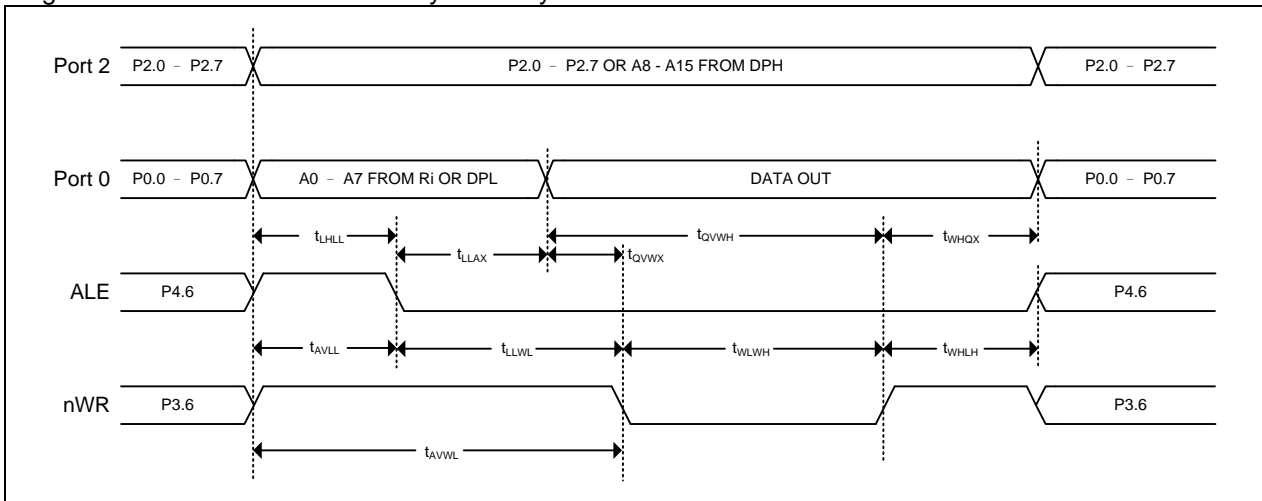 Port 2 P2.0 – P2.7 P2.0 – P2.7 OR A8 - A15 FROM DPH P2.0 – P2.7
Port 0 P0.0 – P0.7 A0 – A7 FROM Ri OR DPL DATA OUT P0.0 – P0.7
tLHLL tQVWH tWHQX
tLLAX tQVWX
ALE P4.6 P4.6
tAVLL tLLWL tWLWH tWHLH
nWR P3.6 P3.6
tAVWL